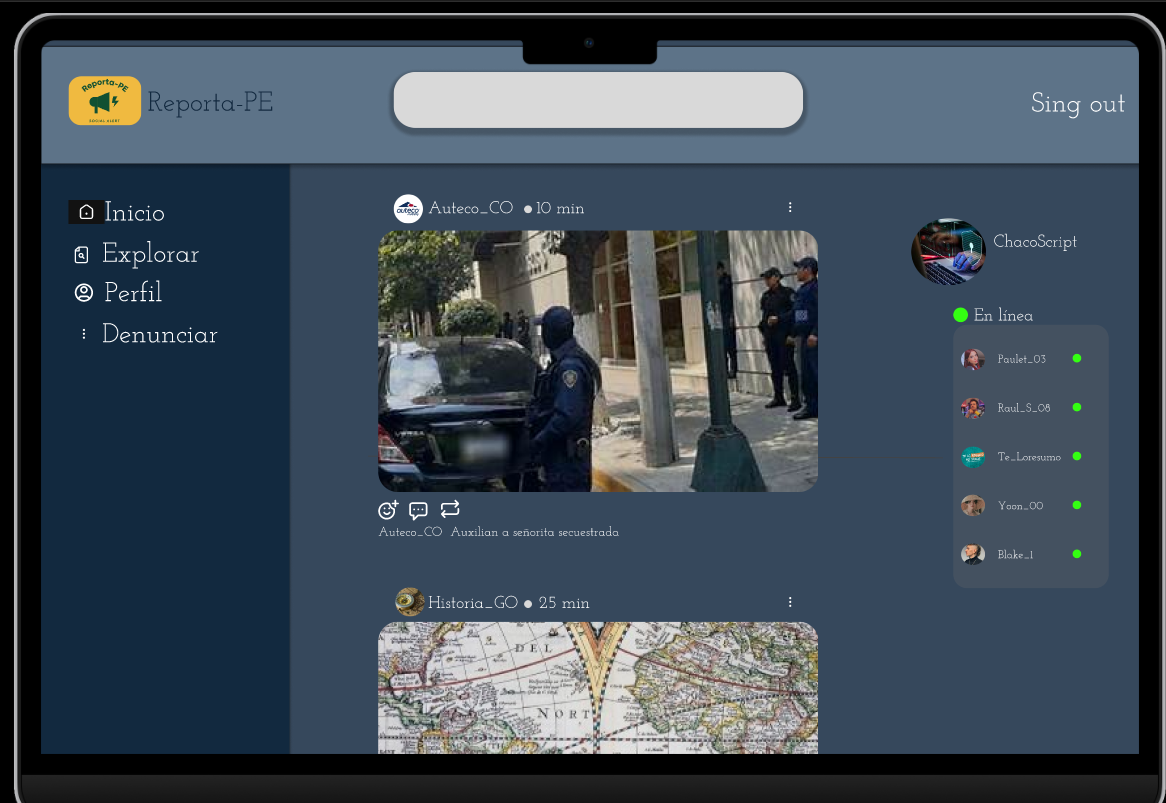 Reporta-PE
SOCIAL ALERT
Reporta-PE
Sing out
Inicio
Explorar
Perfil
Denunciar
Auteco_CO 10 min
auteco
Auteco_CO Auxilian a señorita secuestrada
Historia_GO 25 min
DEL
NORT
ChacoScript
En línea
Paulet_03
Raul_S_08
Te_Loresumo
Yoon_00
Blake_1